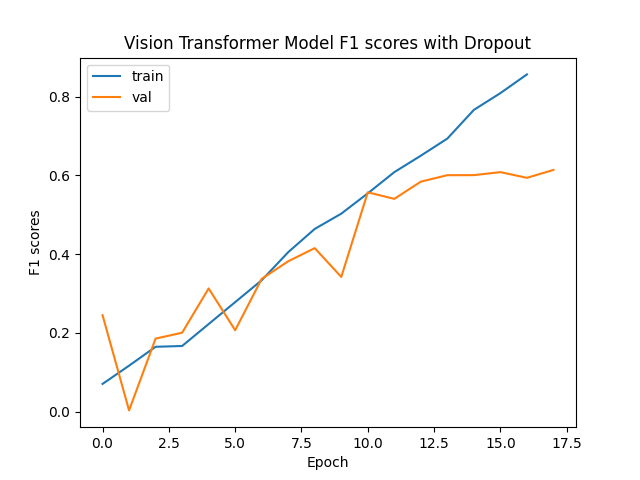 Vision Transformer Model F1 scores with Dropout
train
val
F1 scores
0.8
0.6
0.4
0.2
0.0
0.0 2.5 5.0 7.5 10.0 12.5 15.0 17.5
Epoch